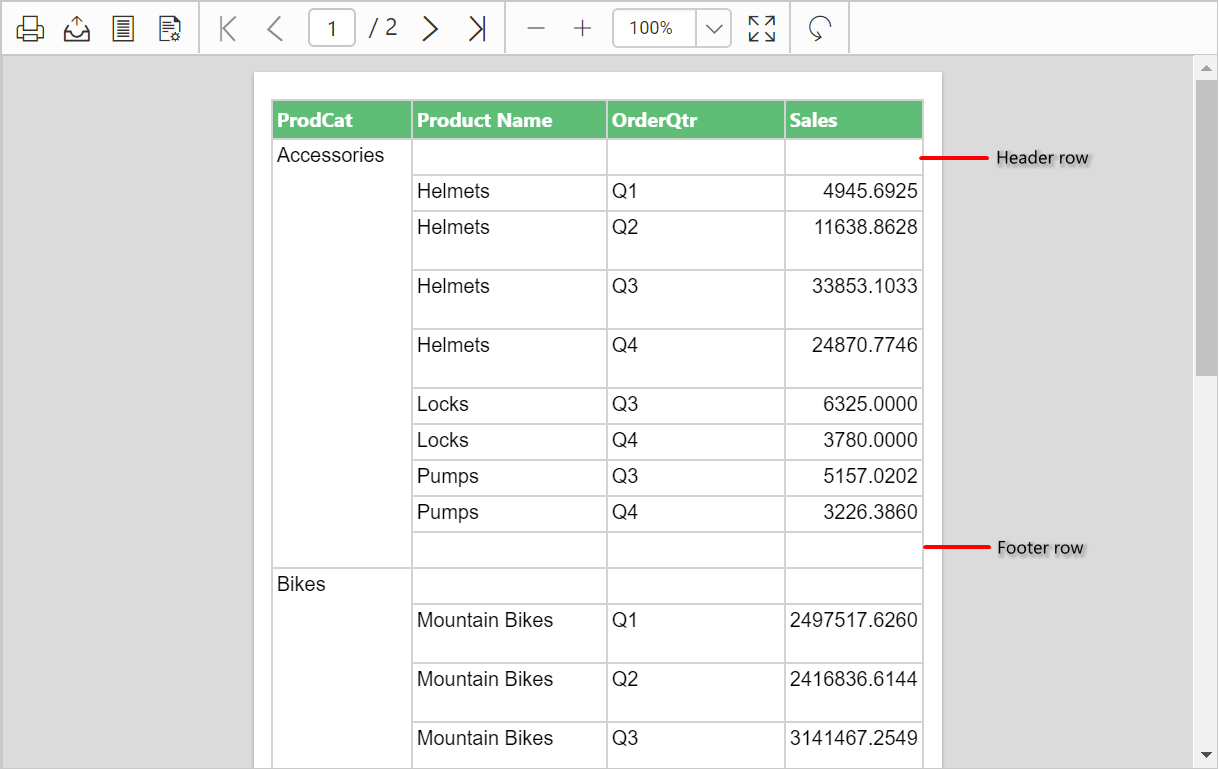 1 / 2 100%
ProdCat Product Name OrderQtr Sales
Accessories
Header row
Helmets Q1 4945.6925
Helmets Q2 11638.8628
Helmets Q3 33853.1033
Helmets Q4 24870.7746
Locks Q3 6325.0000
Locks Q4 3780.0000
Pumps Q3 5157.0202
Pumps Q4 3226.3860
Footer row
Bikes
Mountain Bikes Q1 2497517.6260
Mountain Bikes Q2 2416836.6144
Mountain Bikes Q3 3141467.2549